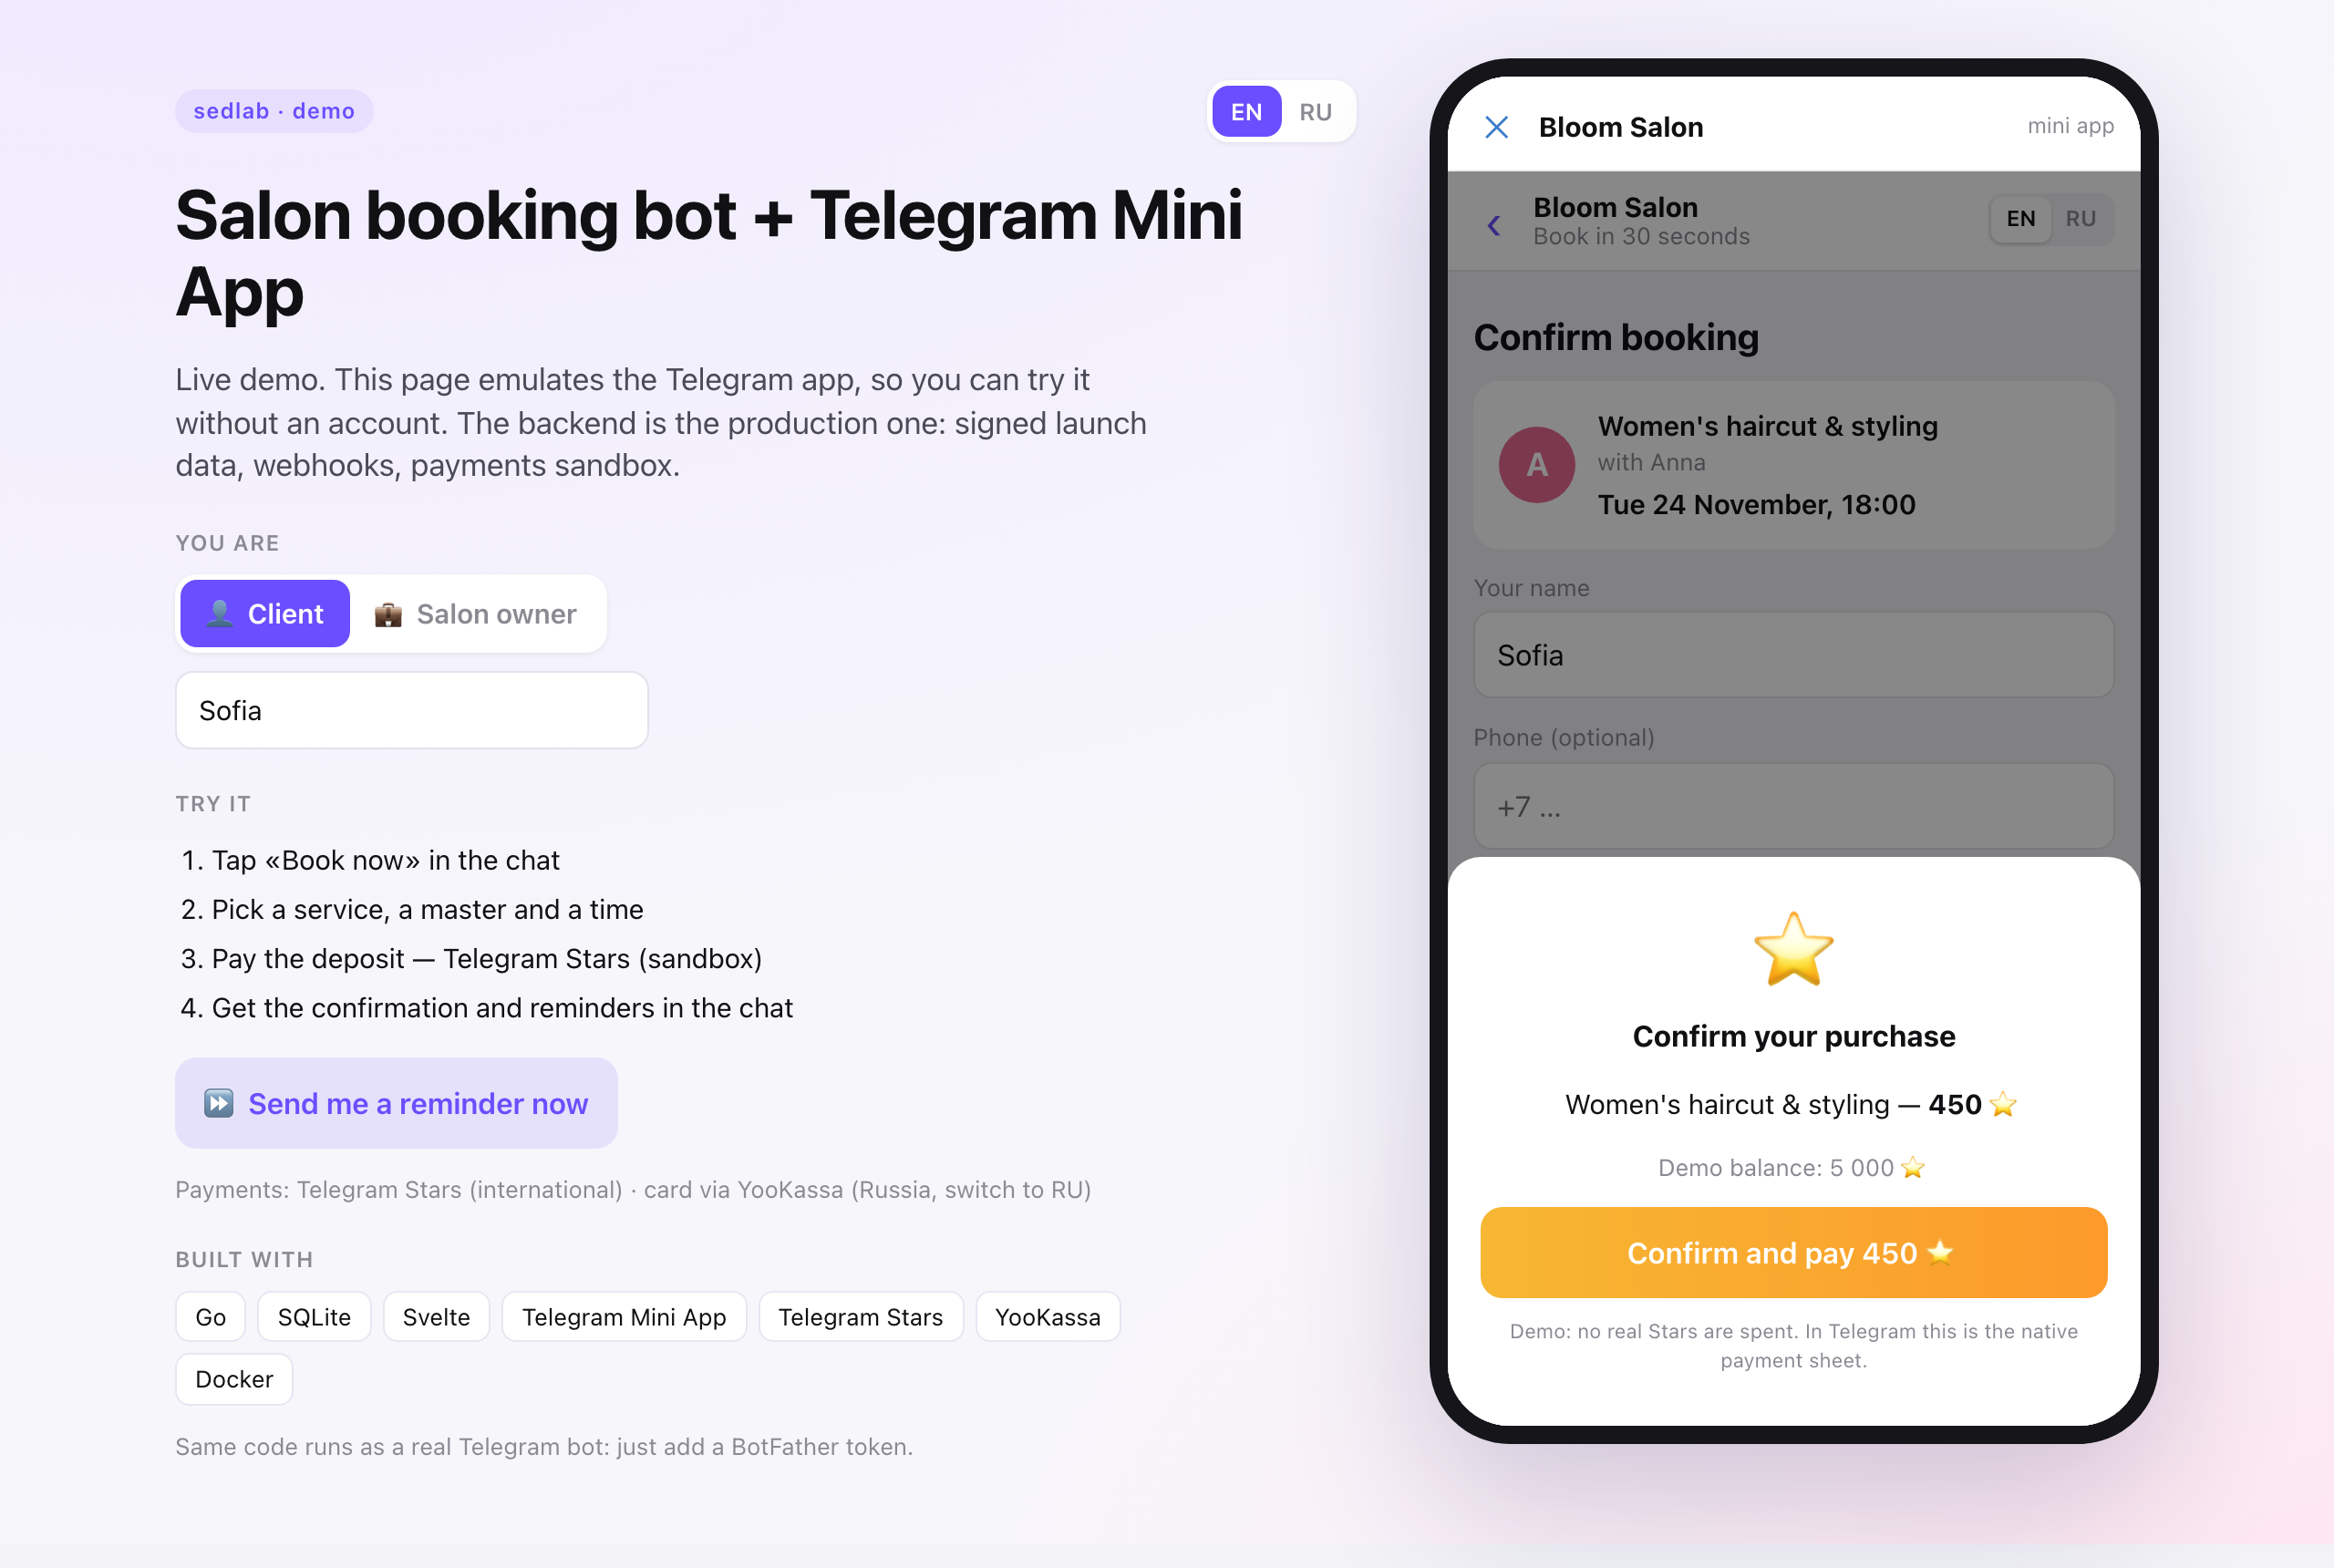 sedlab · demo
EN RU
Salon booking bot + Telegram Mini
App
Live demo. This page emulates the Telegram app, so you can try it
without an account. The backend is the production one: signed launch
data, webhooks, payments sandbox.
YOU ARE
Client Salon owner
Sofia
TRY IT
1. Tap «Book now» in the chat
2. Pick a service, a master and a time
3. Pay the deposit — Telegram Stars (sandbox)
4. Get the confirmation and reminders in the chat
Send me a reminder now
Payments: Telegram Stars (international) · card via YooKassa (Russia, switch to RU)
BUILT WITH
Go SQLite Svelte Telegram Mini App Telegram Stars YooKassa
Docker
Same code runs as a real Telegram bot: just add a BotFather token.
Bloom Salon mini app
Bloom Salon
Book in 30 seconds
EN RU
Confirm booking
A
Women's haircut & styling
with Anna
Tue 24 November, 18:00
Your name
Sofia
Phone (optional)
+7 ...
Confirm your purchase
Women's haircut & styling — 450 ⭐
Demo balance: 5 000 ⭐
Confirm and pay 450 ⭐
Demo: no real Stars are spent. In Telegram this is the native
payment sheet.